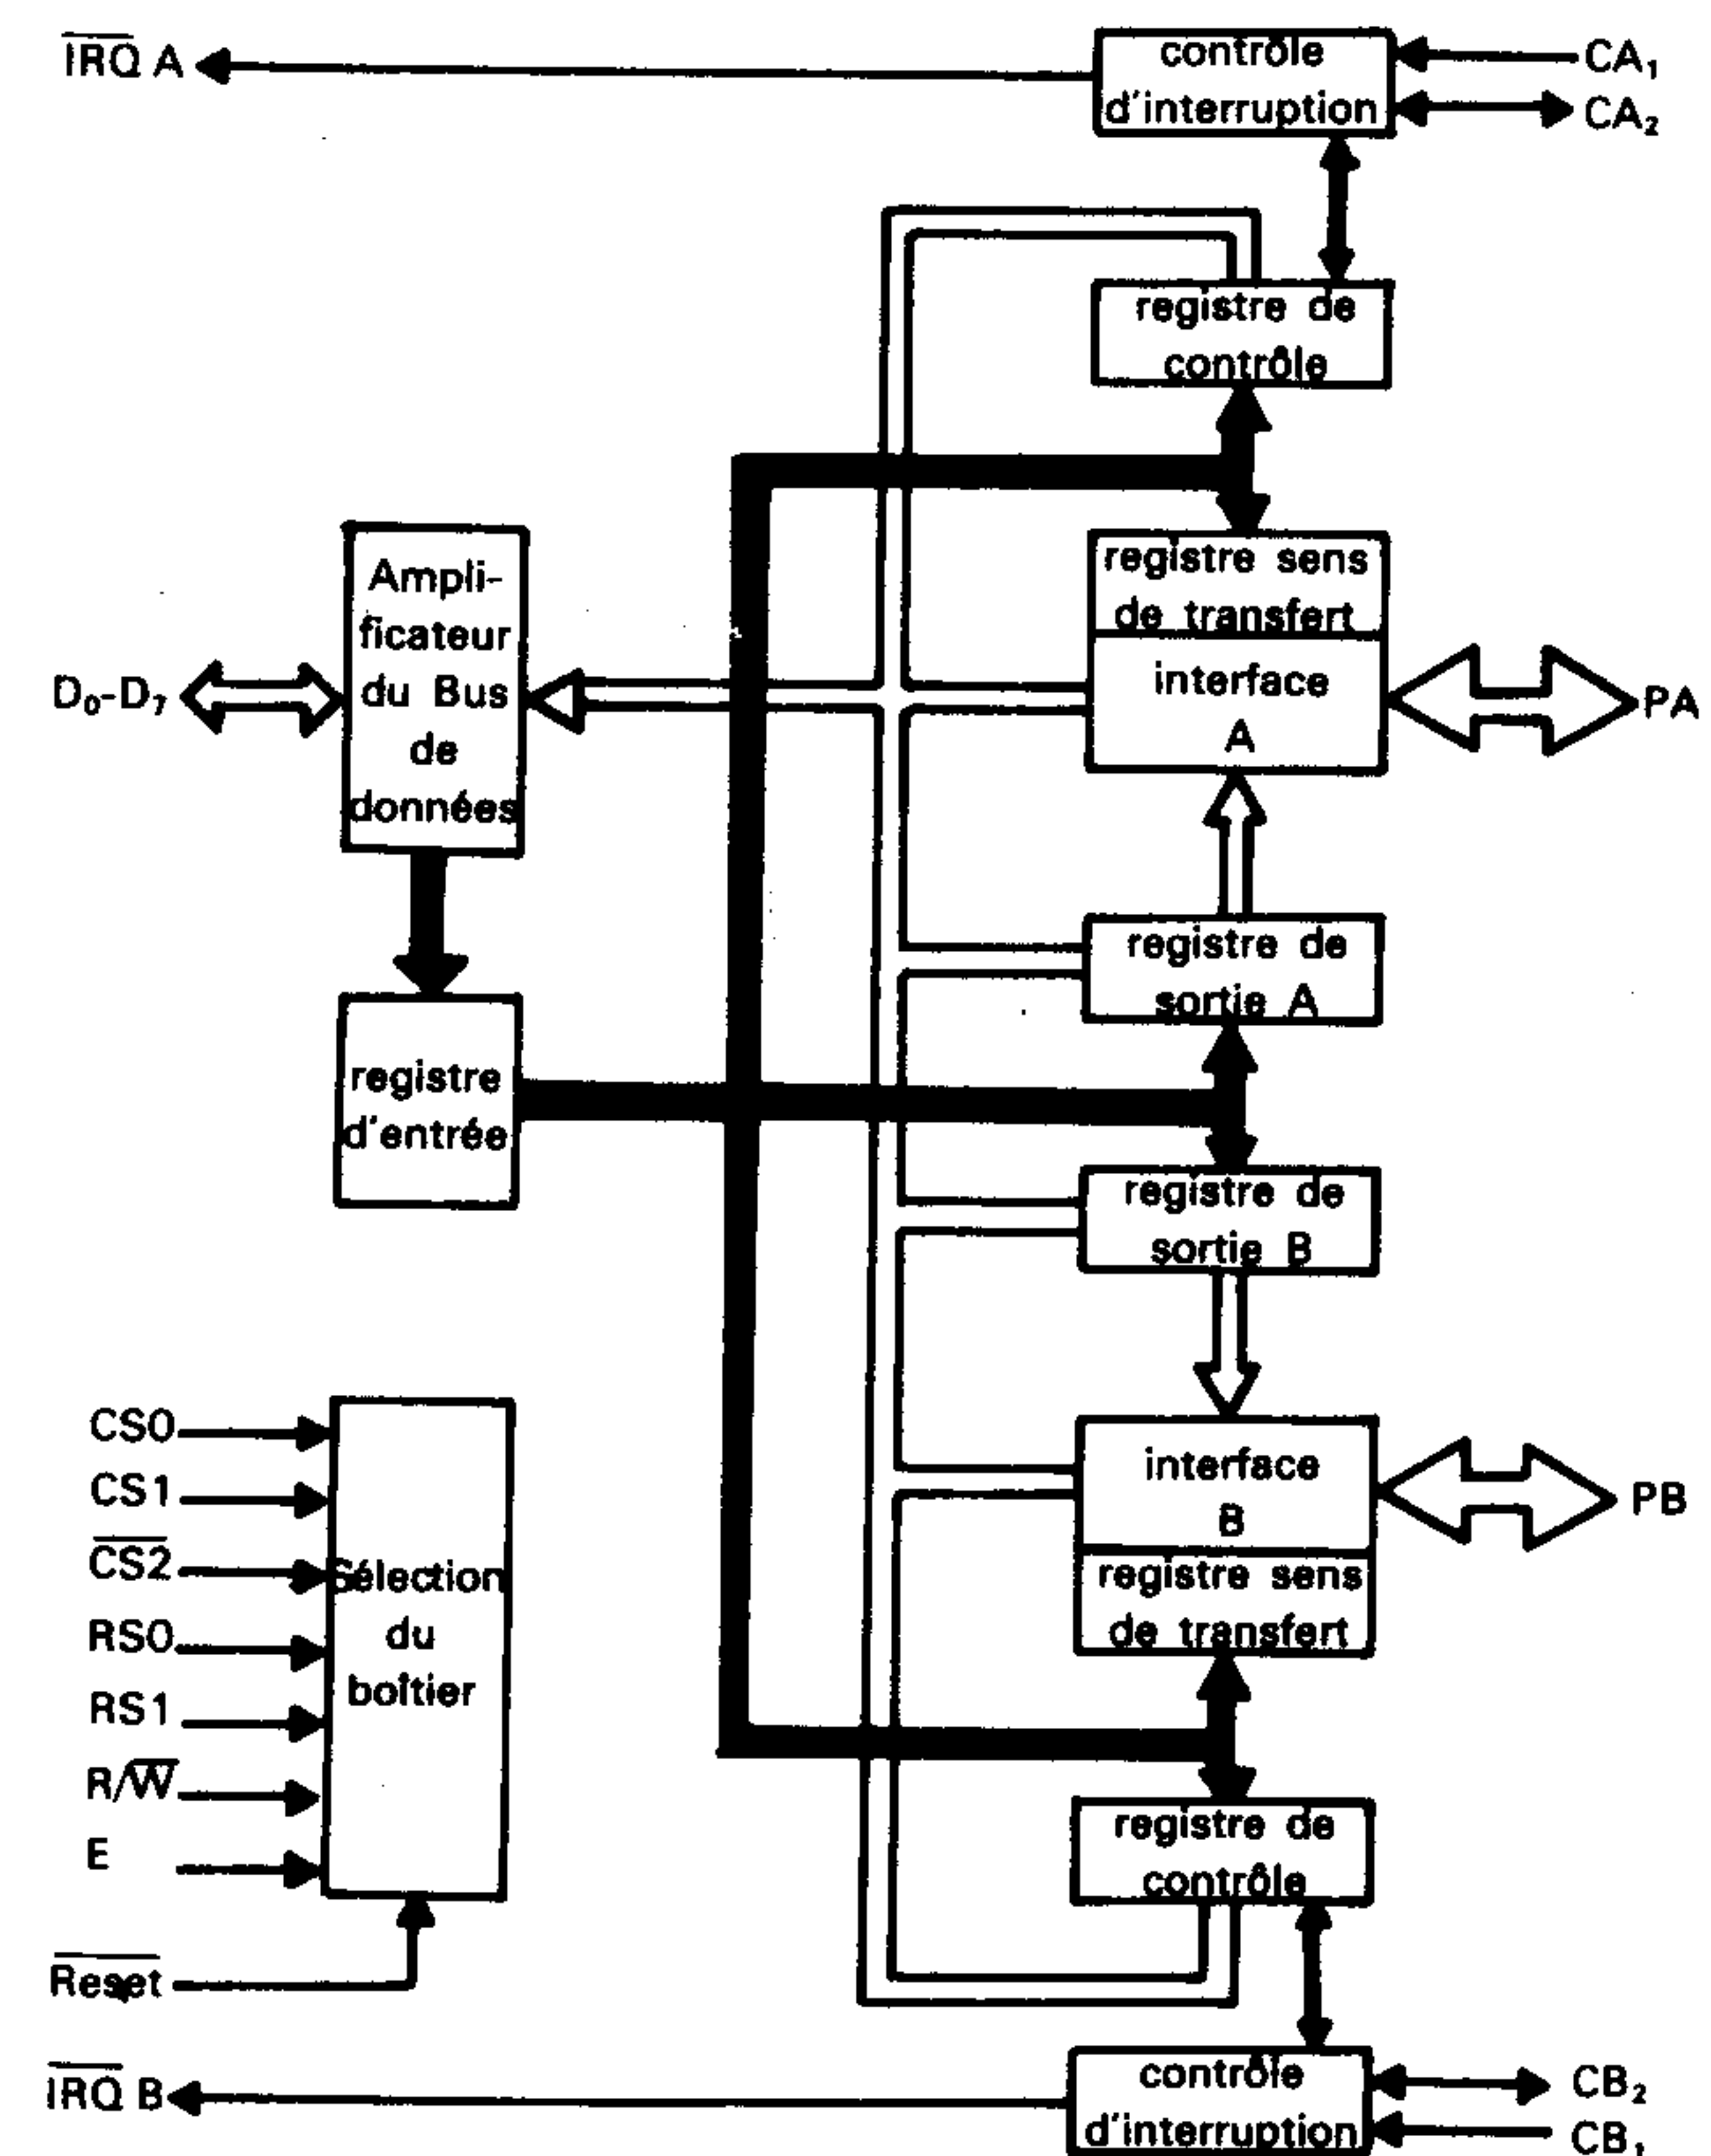 IRQ A
contrôle
d'interruption
CA₁
CA₂
registre de
contrôle
registre sens
de transfert
interface
A
PA
Ampli-
ficateur
du Bus
de
données
D₀-D₇
registre de
sortie A
registre
d'entrée
registre de
sortie B
interface
B
registre sens
de transfert
PB
CS0
CS1
CS2
RS0
RS1
R/W
E
Sélection
du
boîtier
Reset
registre de
contrôle
IRQ B
contrôle
d'interruption
CB₂
CB₁